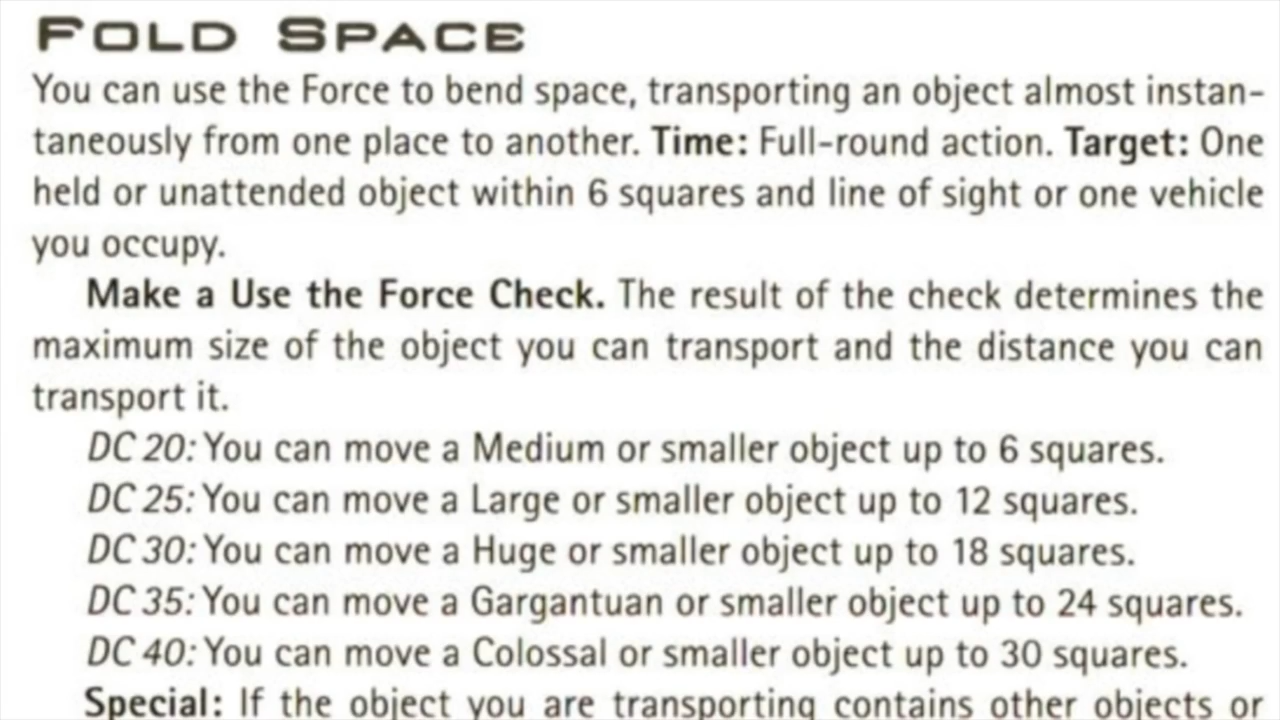 FOLD SPACE
You can use the Force to bend space, transporting an object almost instan-
taneously from one place to another. Time: Full-round action. Target: One
held or unattended object within 6 squares and line of sight or one vehicle
you occupy.
Make a Use the Force Check. The result of the check determines the
maximum size of the object you can transport and the distance you can
transport it.
DC 20: You can move a Medium or smaller object up to 6 squares.
DC 25: You can move a Large or smaller object up to 12 squares.
DC 30: You can move a Huge or smaller object up to 18 squares.
DC 35: You can move a Gargantuan or smaller object up to 24 squares.
DC 40: You can move a Colossal or smaller object up to 30 squares.
Special: If the object you are transporting contains other objects or